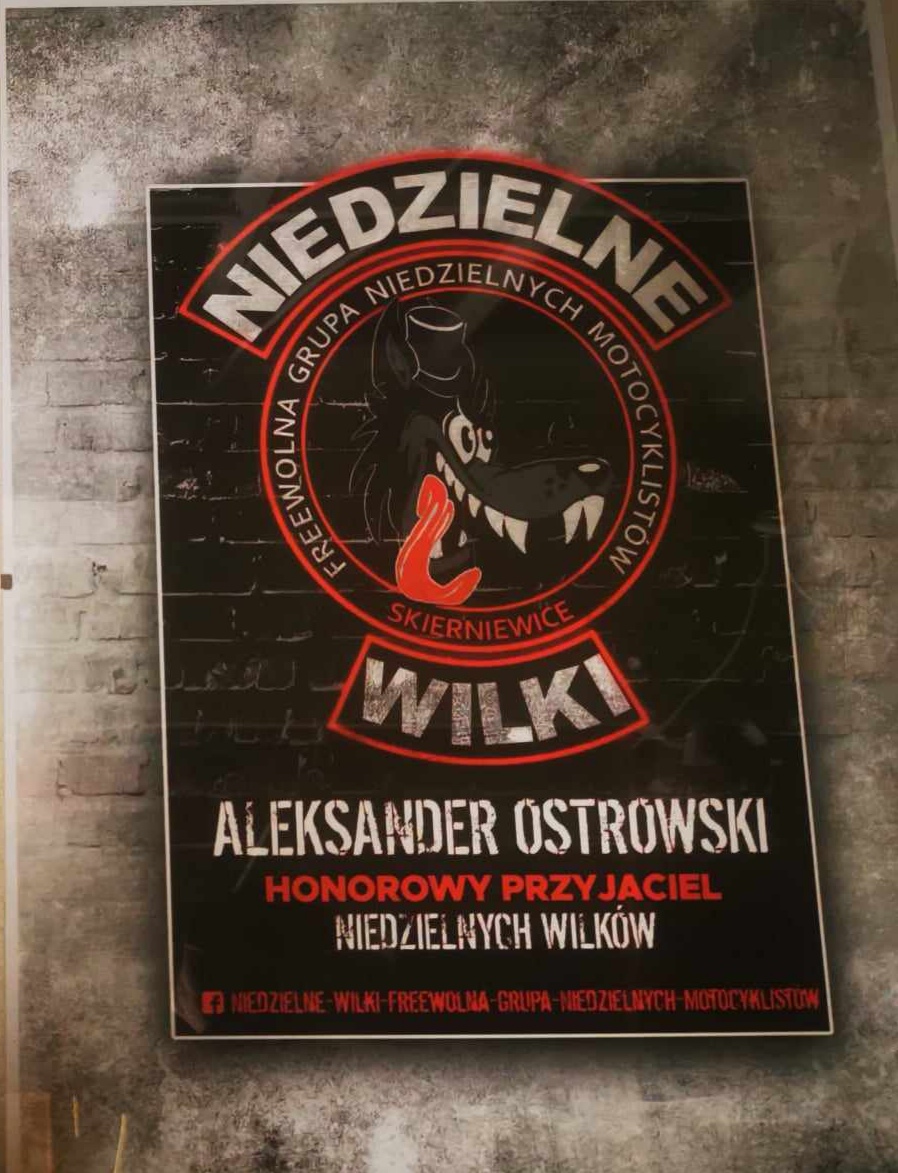 NIEDZIELNE
FREEWOLNA GRUPA NIEDZIELNYCH MOTOCYKLISTÓW
SKIERNIEWICE
WILKI
ALEKSANDER OSTROWSKI
HONOROWY PRZYJACIEL
NIEDZIELNYCH WILKÓW
NIEDZIELNE-WILKI-FREEWOLNA-GRUPA-NIEDZIELNYCH-MOTOCYKLISTÓW